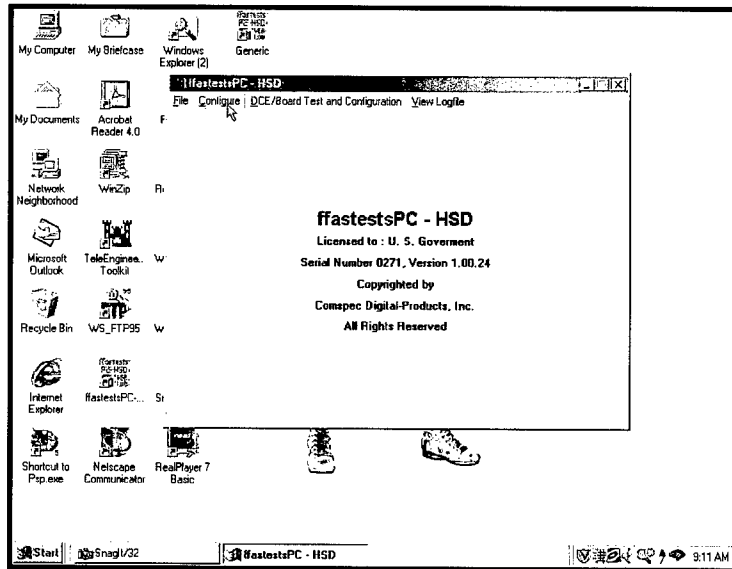 My Computer
My Briefcase
Windows
Explorer (2)
Generic
ffastestsPC - HSD
File Configure DCE/Board Test and Configuration View Logfile
My Documents
Acrobat
Reader 4.0
Network
Neighborhood
WinZip
ffastestsPC - HSD
Licensed to : U. S. Goverment
Serial Number 0271, Version 1.00.24
Copyrighted by
Comspec Digital-Products, Inc.
All Rights Reserved
Microsoft
Outlook
TeleEnginee..
Toolkit
W
Recycle Bin
WS_FTP95
W
Internet
Explorer
ffastestsPC-...
Shortcut to
Psp.exe
Netscape
Communicator
RealPlayer 7
Basic
Start
SnagIt/32
ffastestsPC - HSD
9:11 AM